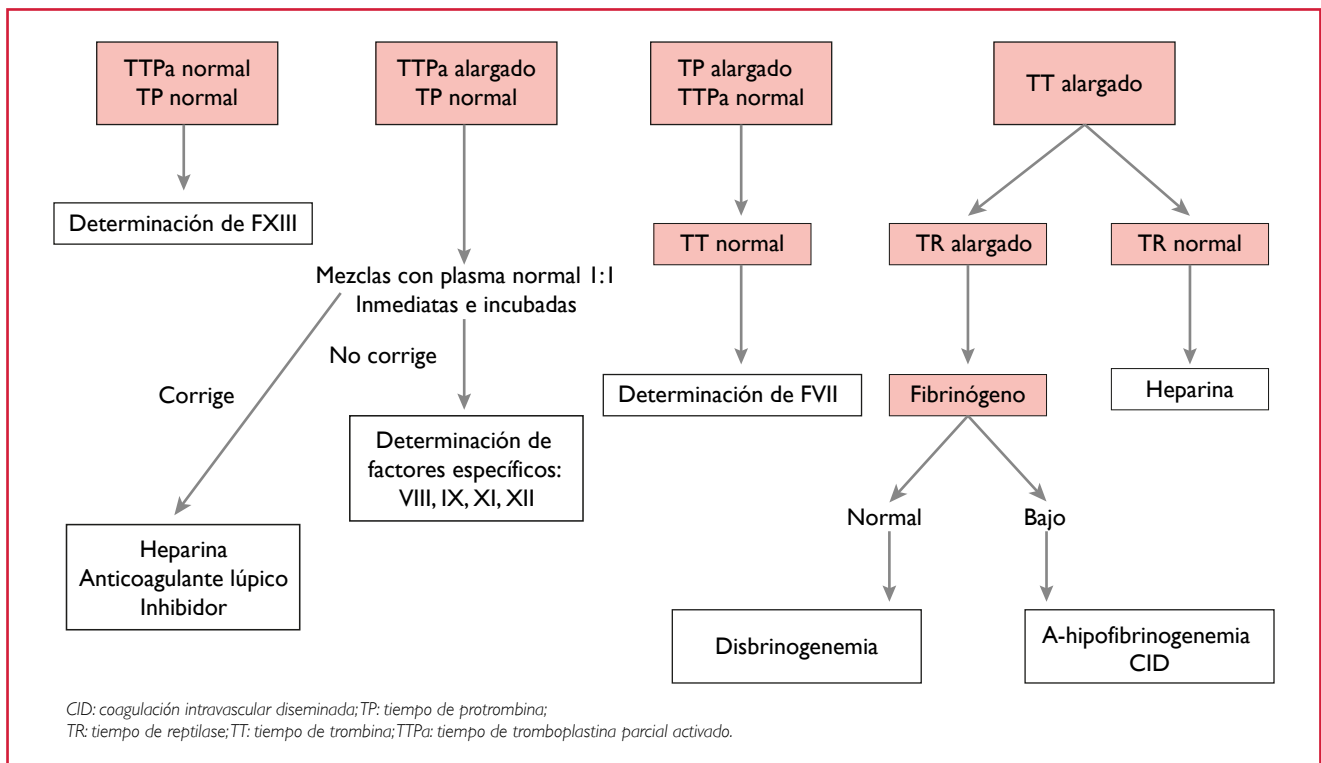 TTPa normal
TP normal
Determinación de FXIII
TTPa alargado
TP normal
Mezclas con plasma normal 1:1
Inmediatas e incubadas
Corrige
No corrige
Heparina
Anticoagulante lúpico
Inhibidor
Determinación de
factores específicos:
VIII, IX, XI, XII
TP alargado
TTPa normal
TT normal
Determinación de FVII
TT alargado
TR alargado
TR normal
Fibrinógeno
Heparina
Normal
Bajo
Disbrinogenemia
A-hipofibrinogenemia
CID
CID: coagulación intravascular diseminada; TP: tiempo de protrombina;
TR: tiempo de reptilase; TT: tiempo de trombina; TTPa: tiempo de tromboplastina parcial activado.